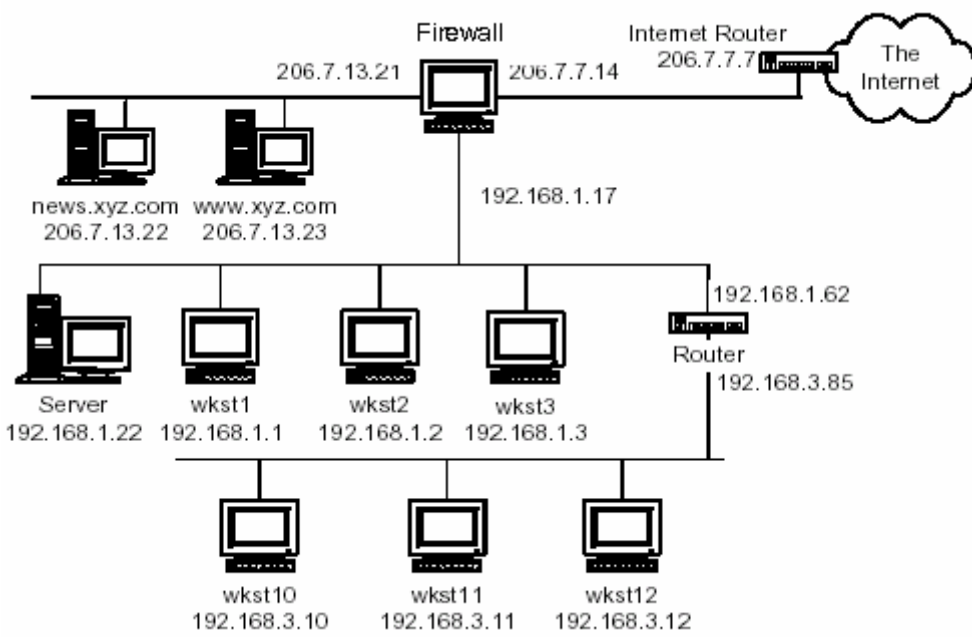 Firewall
Internet Router
206.7.7.7
The
Internet
206.7.13.21
206.7.7.14
news.xyz.com
206.7.13.22
www.xyz.com
206.7.13.23
192.168.1.17
192.168.1.62
Router
192.168.3.85
Server
192.168.1.22
wkst1
192.168.1.1
wkst2
192.168.1.2
wkst3
192.168.1.3
wkst10
192.168.3.10
wkst11
192.168.3.11
wkst12
192.168.3.12